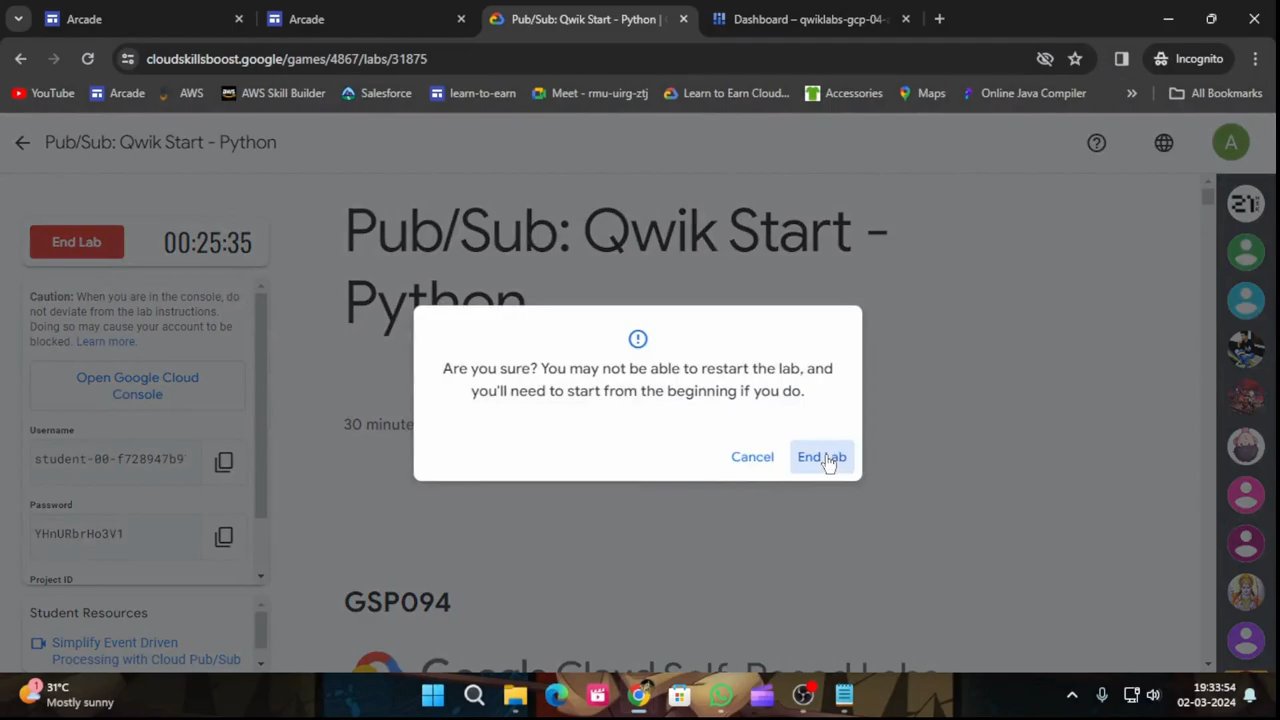 Arcade
Arcade
Pub/Sub: Qwik Start - Python |
Dashboard – qwiklabs-gcp-04-
cloudskillsboost.google/games/4867/labs/31875
Incognito
YouTube
Arcade
AWS
AWS Skill Builder
Salesforce
learn-to-earn
Meet - rmu-uirg-ztj
Learn to Earn Cloud...
Accessories
Maps
Online Java Compiler
All Bookmarks
Pub/Sub: Qwik Start - Python
A
End Lab
00:25:35
Caution: When you are in the console, do
not deviate from the lab instructions.
Doing so may cause your account to be
blocked. Learn more.
Open Google Cloud
Console
Username
student-00-f728947b9
Password
YHnURbrHo3V1
Project ID
Student Resources
Simplify Event Driven
Processing with Cloud Pub/Sub
Pub/Sub: Qwik Start -
Python
30 minute
GSP094
Google Cloud Self-Paced Labs
Are you sure? You may not be able to restart the lab, and
you'll need to start from the beginning if you do.
Cancel
End Lab
1
31°C
Mostly sunny
19:33:54
02-03-2024